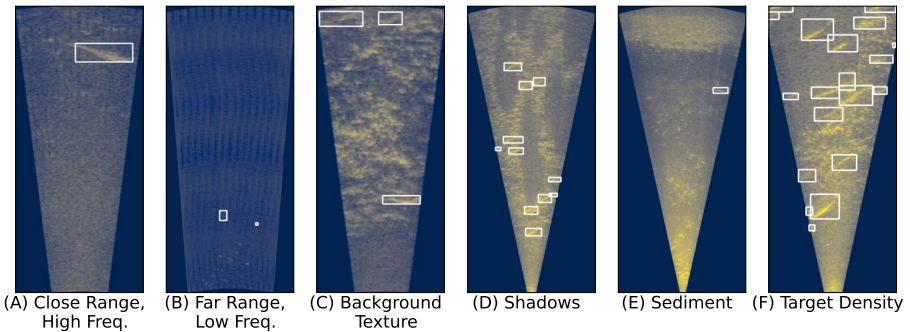 (A) Close Range,
High Freq.
(B) Far Range,
Low Freq.
(C) Background
Texture
(D) Shadows
(E) Sediment
(F) Target Density